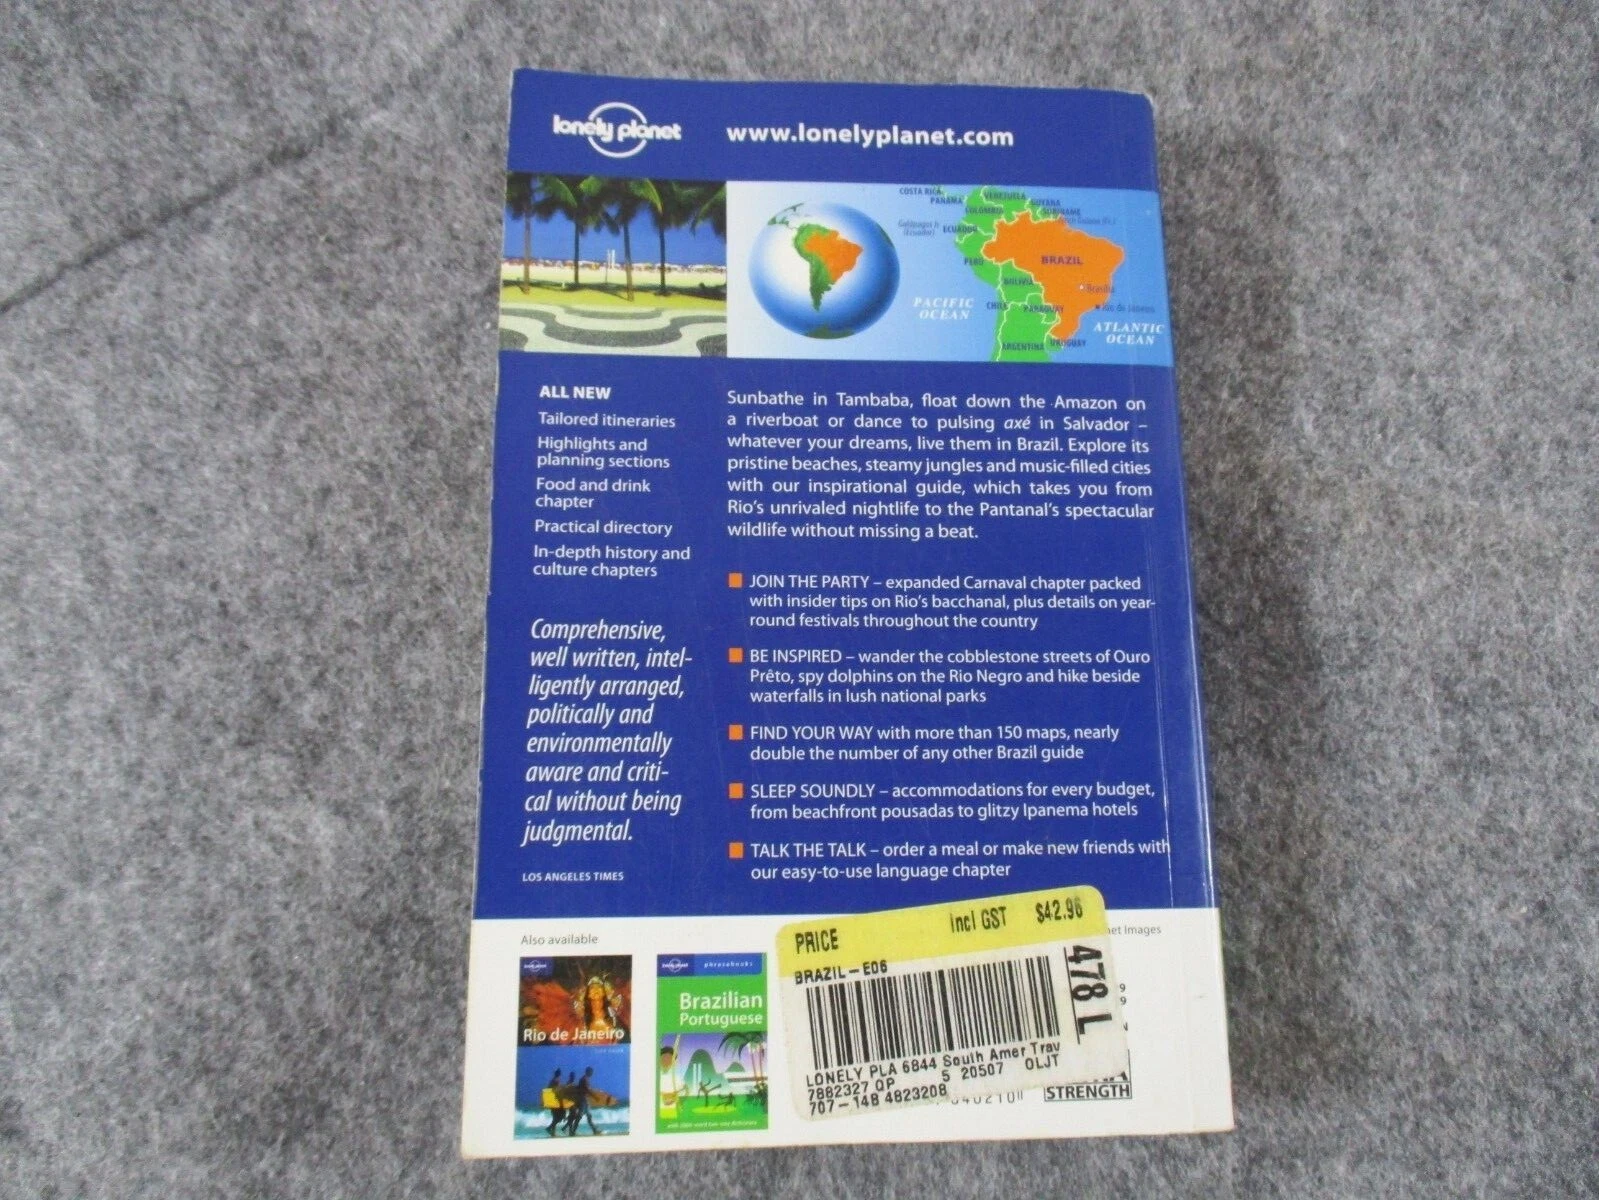 lonely planet
www.lonelyplanet.com
COSTA RICA
PANAMA
VENEZUELA
GUYANA
COLOMBIA
SURINAME
Galápagos Is
(Ecuador)
ECUADOR
PERU
BRAZIL
BOLIVIA
Brasília
PACIFIC
OCEAN
CHILE
PARAGUAY
Rio de Janeiro
ATLANTIC
OCEAN
ARGENTINA
URUGUAY
ALL NEW
Tailored itineraries
Highlights and
planning sections
Food and drink
chapter
Practical directory
In-depth history and
culture chapters
Comprehensive,
well written, intel-
ligently arranged,
politically and
environmentally
aware and criti-
cal without being
judgmental.
LOS ANGELES TIMES
Sunbathe in Tambaba, float down the Amazon on
a riverboat or dance to pulsing axé in Salvador –
whatever your dreams, live them in Brazil. Explore its
pristine beaches, steamy jungles and music-filled cities
with our inspirational guide, which takes you from
Rio's unrivaled nightlife to the Pantanal's spectacular
wildlife without missing a beat.
JOIN THE PARTY – expanded Carnaval chapter packed
with insider tips on Rio's bacchanal, plus details on year-
round festivals throughout the country
BE INSPIRED – wander the cobblestone streets of Ouro
Prêto, spy dolphins on the Rio Negro and hike beside
waterfalls in lush national parks
FIND YOUR WAY with more than 150 maps, nearly
double the number of any other Brazil guide
SLEEP SOUNDLY – accommodations for every budget,
from beachfront pousadas to glitzy Ipanema hotels
TALK THE TALK – order a meal or make new friends with
our easy-to-use language chapter
Also available
Rio de Janeiro
phrasebooks
Brazilian
Portuguese
net Images
PRICE incl GST $42.96
BRAZIL-E06
478 L
LONELY PLA 6844 South Amer Trav
7882327 QP 5 20507 OLJT
707-14B 4823208
STRENGTH